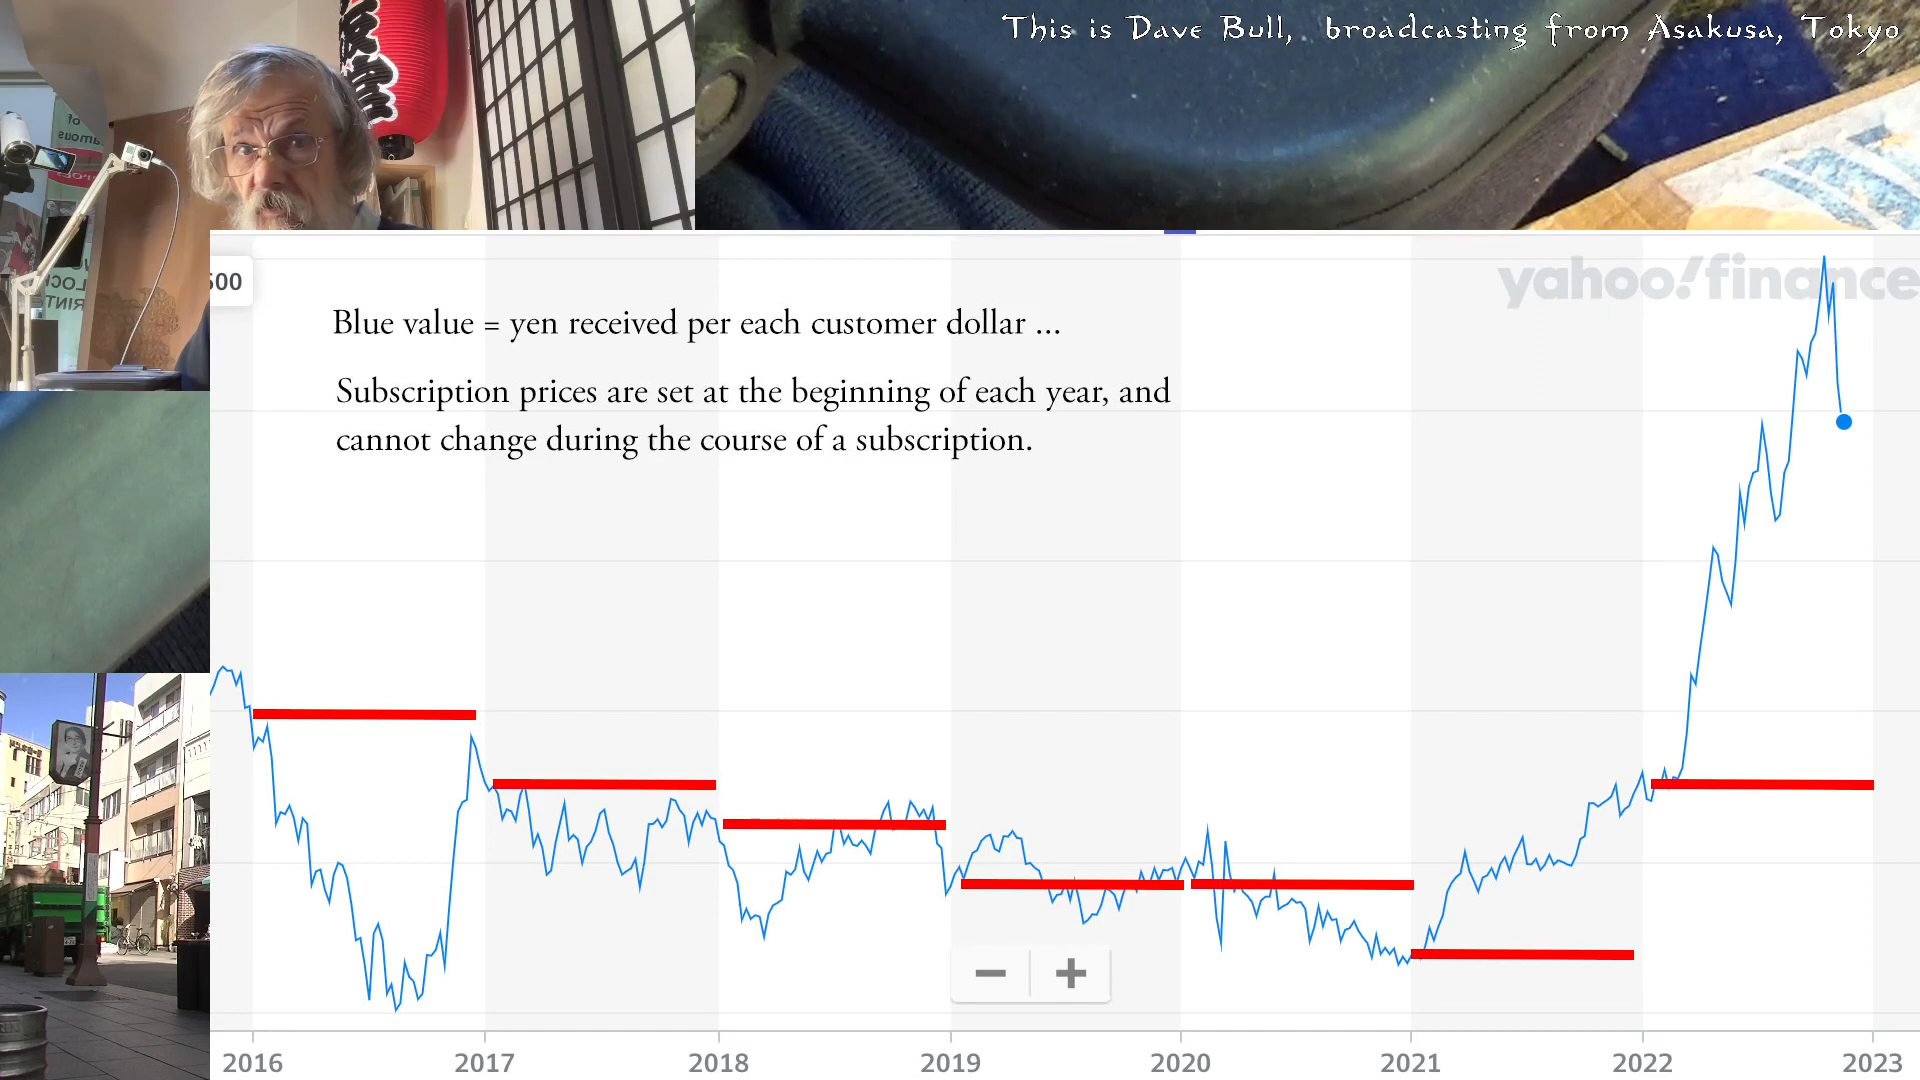 This is Dave Bull, broadcasting from Asakusa, Tokyo
500
yahoo!finance
Blue value = yen received per each customer dollar ...
Subscription prices are set at the beginning of each year, and
cannot change during the course of a subscription.
− +
2016 2017 2018 2019 2020 2021 2022 2023